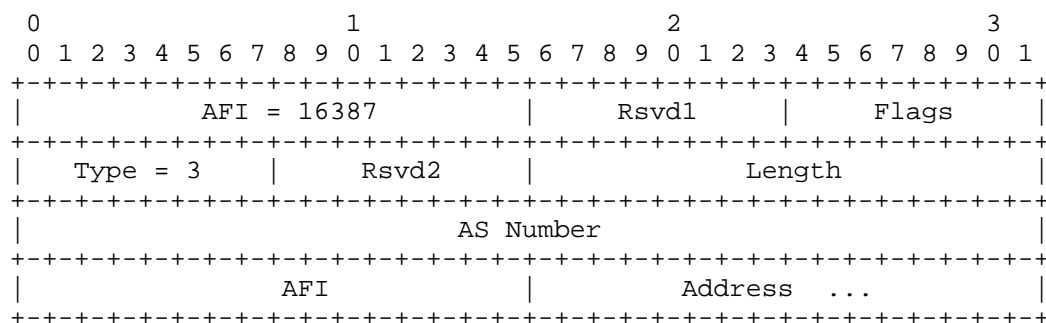 0                   1                   2                   3
 0 1 2 3 4 5 6 7 8 9 0 1 2 3 4 5 6 7 8 9 0 1 2 3 4 5 6 7 8 9 0 1
+-+-+-+-+-+-+-+-+-+-+-+-+-+-+-+-+-+-+-+-+-+-+-+-+-+-+-+-+-+-+-+-+
|           AFI = 16387         |     Rsvd1     |     Flags     |
+-+-+-+-+-+-+-+-+-+-+-+-+-+-+-+-+-+-+-+-+-+-+-+-+-+-+-+-+-+-+-+-+
|   Type = 3    |     Rsvd2     |             Length            |
+-+-+-+-+-+-+-+-+-+-+-+-+-+-+-+-+-+-+-+-+-+-+-+-+-+-+-+-+-+-+-+-+
|                           AS Number                           |
+-+-+-+-+-+-+-+-+-+-+-+-+-+-+-+-+-+-+-+-+-+-+-+-+-+-+-+-+-+-+-+-+
|              AFI              |         Address  ...          |
+-+-+-+-+-+-+-+-+-+-+-+-+-+-+-+-+-+-+-+-+-+-+-+-+-+-+-+-+-+-+-+-+